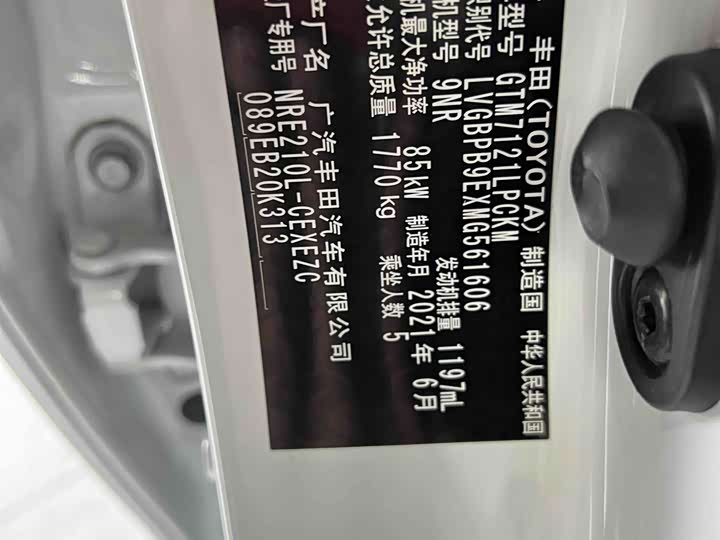 丰田(TOYOTA) 制造国 中华人民共和国
型号 GTM7121LPCKM
识别代号 LVGBPB9EXMG561606
机型号 9NR 发动机排量 1197mL
机最大净功率 85kW 制造年月 2021年6月
允许总质量 1770 kg 乘坐人数 5
产厂名 广汽丰田汽车有限公司
厂专用号 NRE210L-CEXEZC
089EB20K313